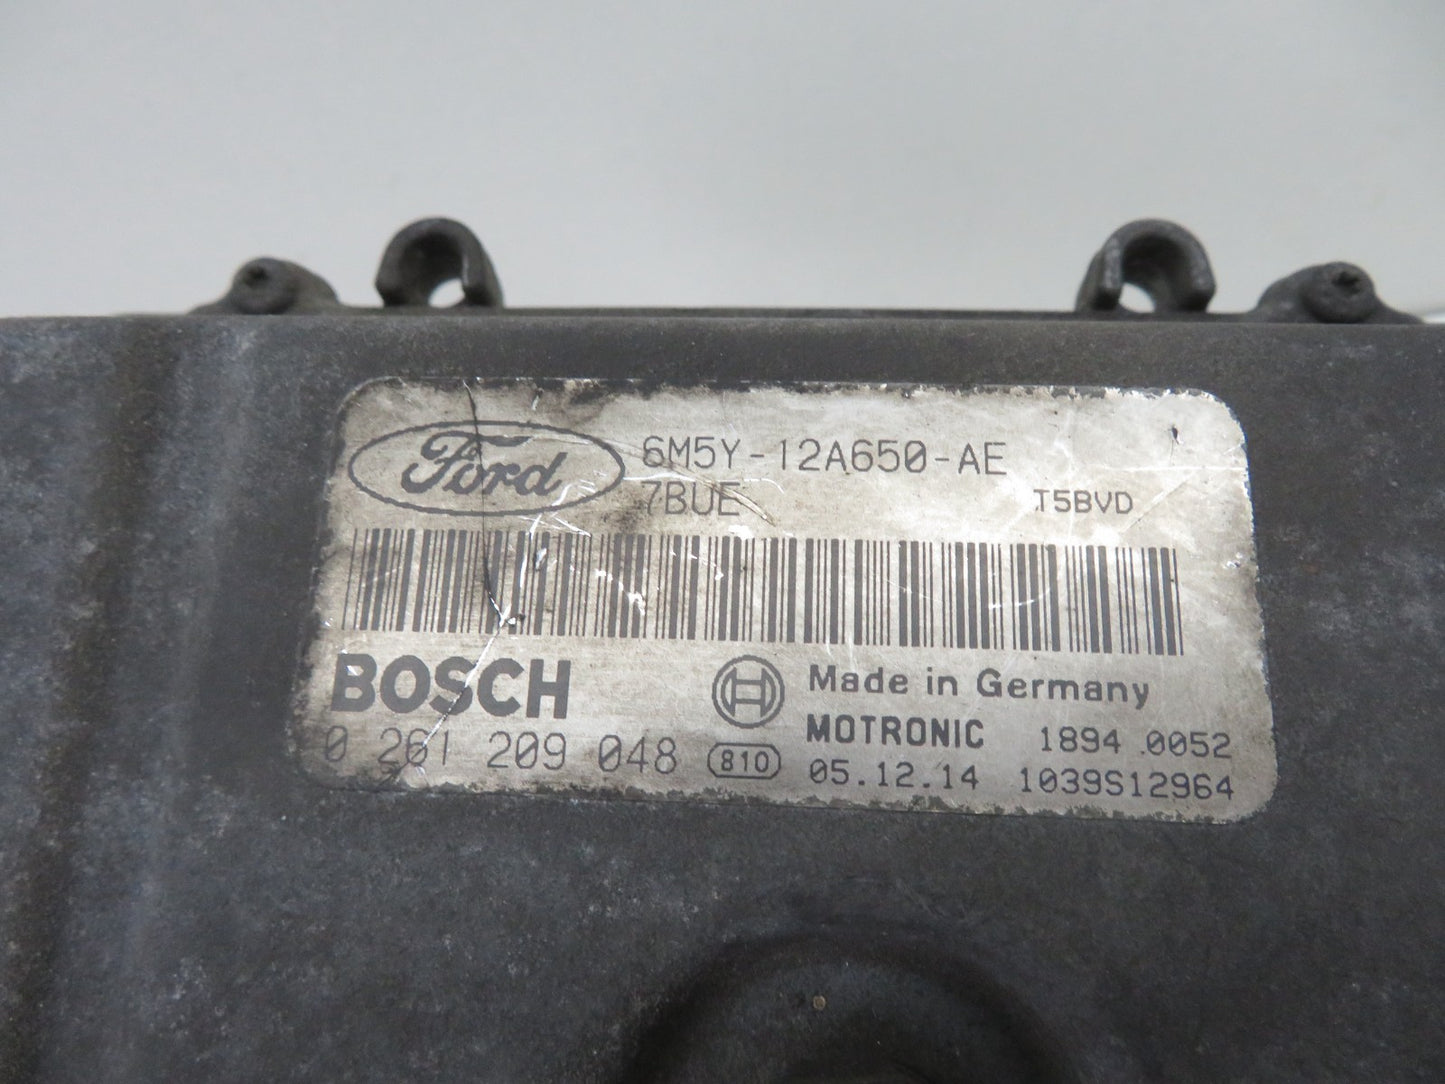 Ford 6M5Y-12A650-AE
7BUE T5BVD
BOSCH Made in Germany
MOTRONIC 1894 .0052
0 261 209 048 810 05.12.14 1039S12964